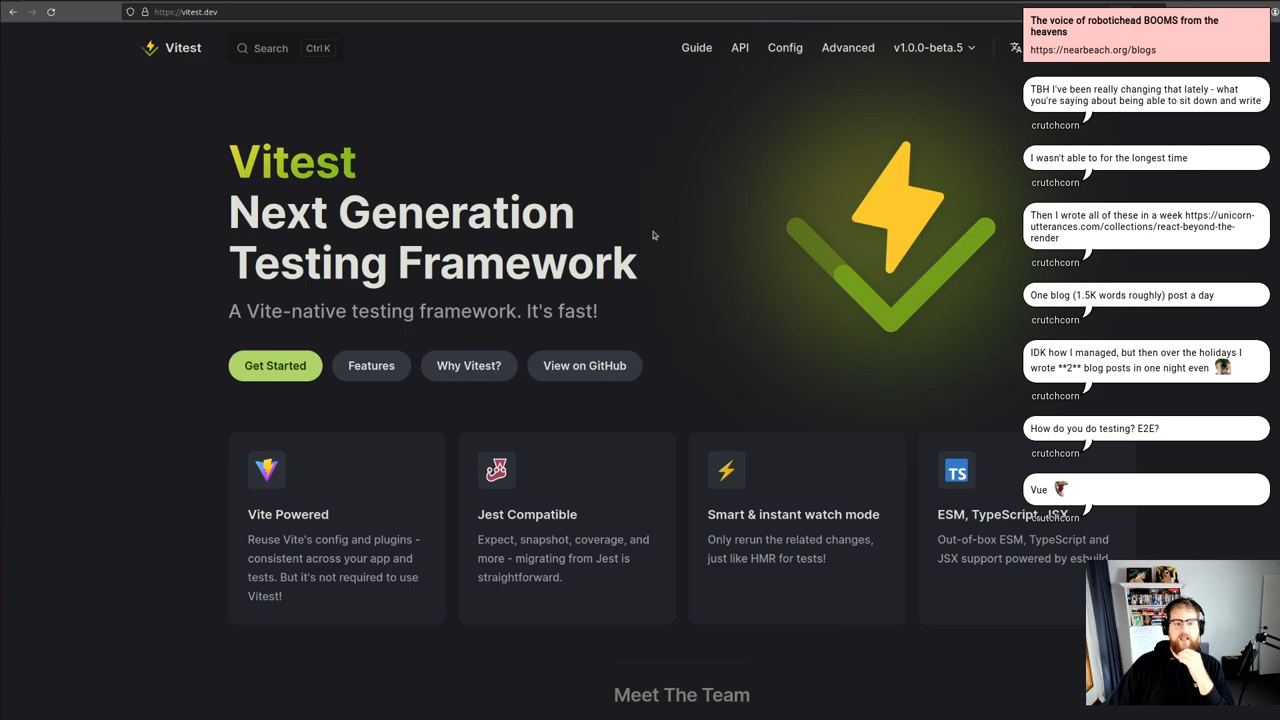 https://vitest.dev
Vitest
Search
Ctrl K
Guide
API
Config
Advanced
v1.0.0-beta.5
Vitest
Next Generation
Testing Framework
A Vite-native testing framework. It's fast!
Get Started
Features
Why Vitest?
View on GitHub
Vite Powered
Reuse Vite's config and plugins -
consistent across your app and
tests. But it's not required to use
Vitest!
Jest Compatible
Expect, snapshot, coverage, and
more - migrating from Jest is
straightforward.
Smart & instant watch mode
Only rerun the related changes,
just like HMR for tests!
TS
ESM, TypeScript, JSX
Out-of-box ESM, TypeScript and
JSX support powered by esbuild
Meet The Team
The voice of robotichead BOOMS from the
heavens
https://nearbeach.org/blogs
TBH I've been really changing that lately - what
you're saying about being able to sit down and write
crutchcorn
I wasn't able to for the longest time
crutchcorn
Then I wrote all of these in a week https://unicorn-
utterances.com/collections/react-beyond-the-
render
crutchcorn
One blog (1.5K words roughly) post a day
crutchcorn
IDK how I managed, but then over the holidays I
wrote **2** blog posts in one night even
crutchcorn
How do you do testing? E2E?
crutchcorn
Vue
crutchcorn